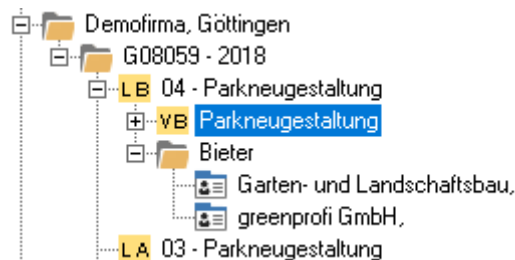 Demofirma, Göttingen
G08059 - 2018
LB 04 - Parkneugestaltung
VB Parkneugestaltung
Bieter
Garten- und Landschaftsbau,
greenprofi GmbH,
LA 03 - Parkneugestaltung